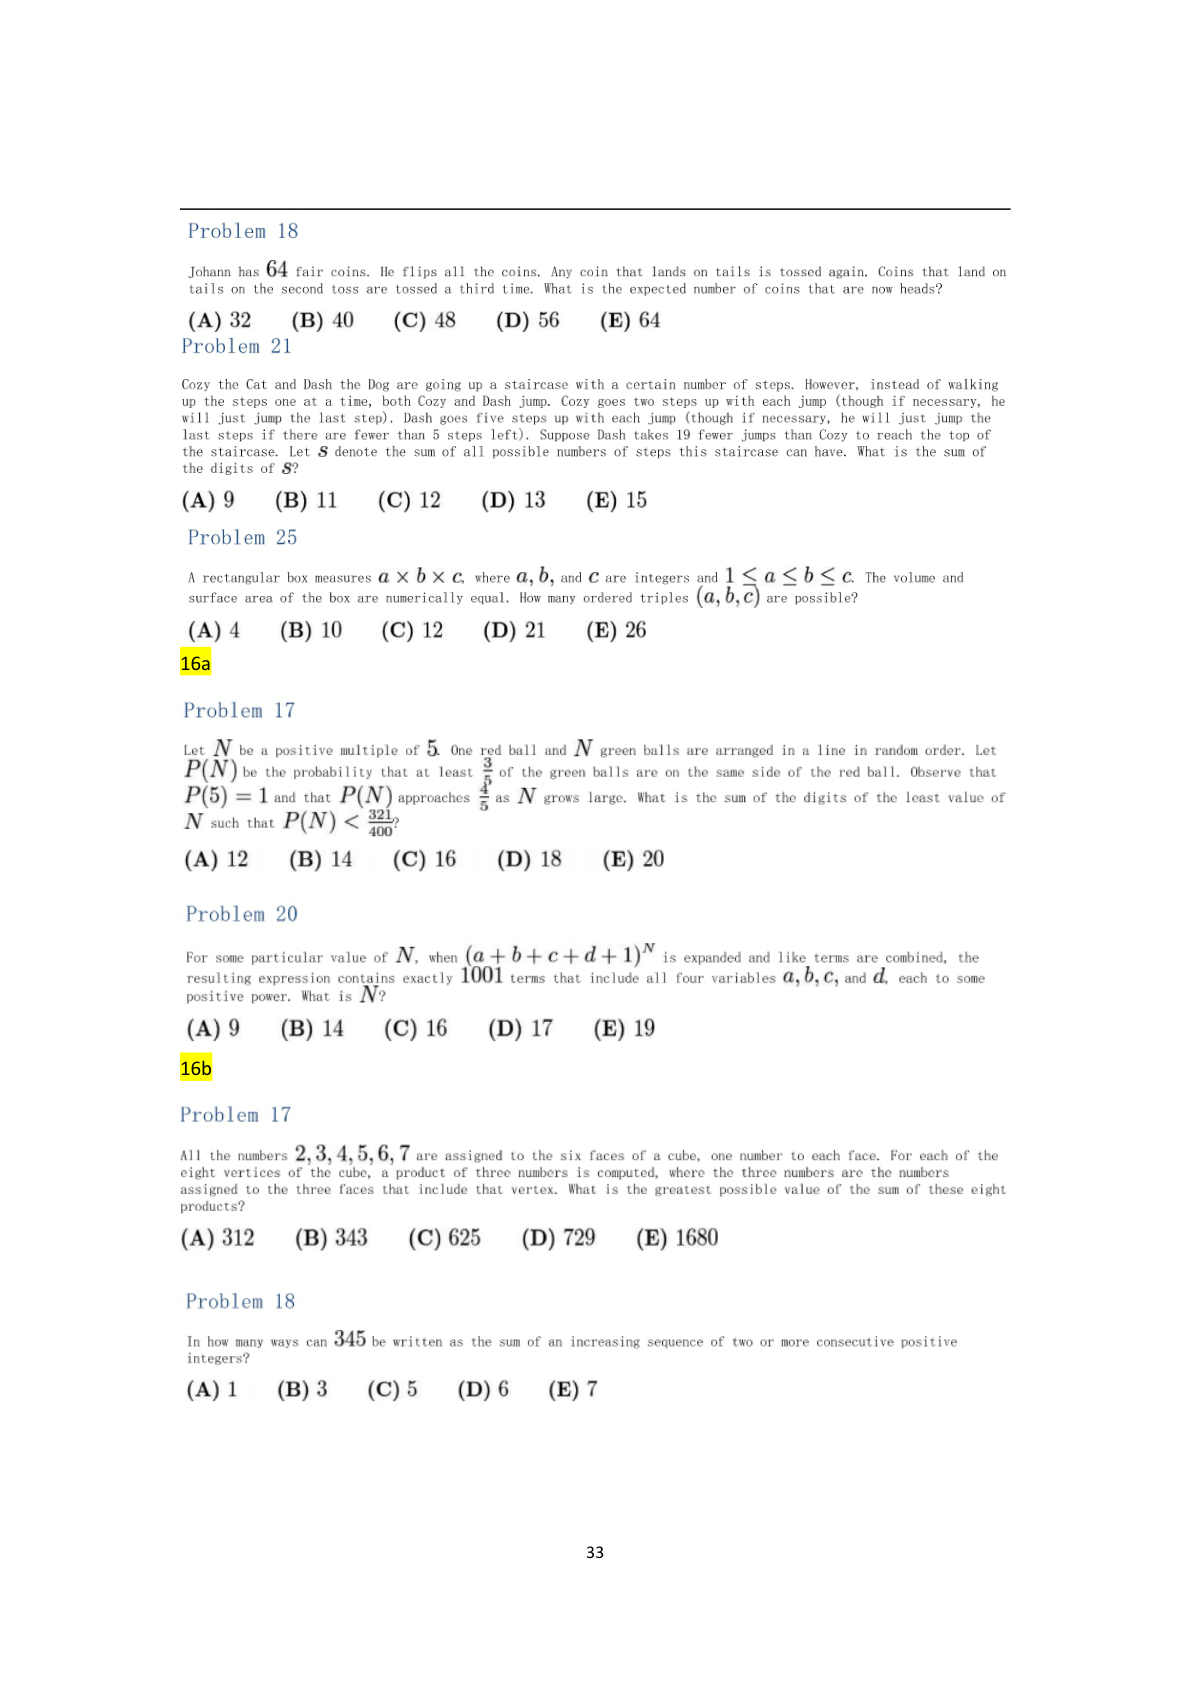 Problem 18
Johann has 64 fair coins. He flips all the coins. Any coin that lands on tails is tossed again. Coins that land on
tails on the second toss are tossed a third time. What is the expected number of coins that are now heads?
(A) 32 (B) 40 (C) 48 (D) 56 (E) 64
Problem 21
Cozy the Cat and Dash the Dog are going up a staircase with a certain number of steps. However, instead of walking
up the steps one at a time, both Cozy and Dash jump. Cozy goes two steps up with each jump (though if necessary, he
will just jump the last step). Dash goes five steps up with each jump (though if necessary, he will just jump the
last steps if there are fewer than 5 steps left). Suppose Dash takes 19 fewer jumps than Cozy to reach the top of
the staircase. Let S denote the sum of all possible numbers of steps this staircase can have. What is the sum of
the digits of S?
(A) 9 (B) 11 (C) 12 (D) 13 (E) 15
Problem 25
A rectangular box measures a × b × c, where a, b, and c are integers and 1 ≤ a ≤ b ≤ c. The volume and
surface area of the box are numerically equal. How many ordered triples (a, b, c) are possible?
(A) 4 (B) 10 (C) 12 (D) 21 (E) 26
16a
Problem 17
Let N be a positive multiple of 5. One red ball and N green balls are arranged in a line in random order. Let
P(N) be the probability that at least 3/5 of the green balls are on the same side of the red ball. Observe that
P(5) = 1 and that P(N) approaches 4/5 as N grows large. What is the sum of the digits of the least value of
N such that P(N) < 321/400?
(A) 12 (B) 14 (C) 16 (D) 18 (E) 20
Problem 20
For some particular value of N, when (a + b + c + d + 1)^N is expanded and like terms are combined, the
resulting expression contains exactly 1001 terms that include all four variables a, b, c, and d, each to some
positive power. What is N?
(A) 9 (B) 14 (C) 16 (D) 17 (E) 19
16b
Problem 17
All the numbers 2, 3, 4, 5, 6, 7 are assigned to the six faces of a cube, one number to each face. For each of the
eight vertices of the cube, a product of three numbers is computed, where the three numbers are the numbers
assigned to the three faces that include that vertex. What is the greatest possible value of the sum of these eight
products?
(A) 312 (B) 343 (C) 625 (D) 729 (E) 1680
Problem 18
In how many ways can 345 be written as the sum of an increasing sequence of two or more consecutive positive
integers?
(A) 1 (B) 3 (C) 5 (D) 6 (E) 7
33